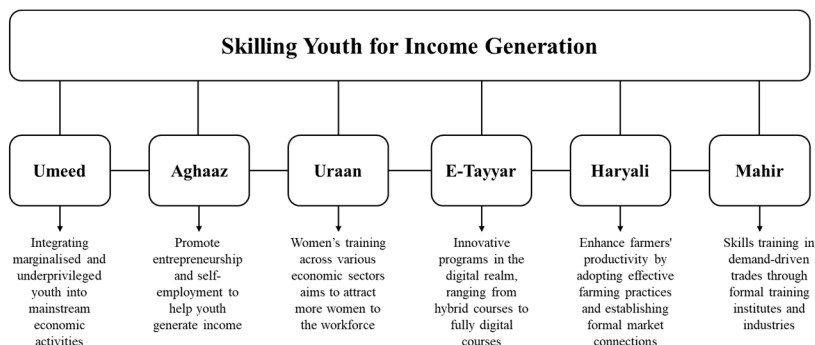 Skilling Youth for Income Generation
Umeed
Aghaaz
Uraan
E-Tayyar
Haryali
Mahir
Integrating
marginalised and
underprivileged
youth into
mainstream
economic
activities
Promote
entrepreneurship
and self-
employment to
help youth
generate income
Women's training
across various
economic sectors
aims to attract
more women to
the workforce
Innovative
programs in the
digital realm,
ranging from
hybrid courses to
fully digital
courses
Enhance farmers'
productivity by
adopting effective
farming practices
and establishing
formal market
connections
Skills training in
demand-driven
trades through
formal training
institutes and
industries